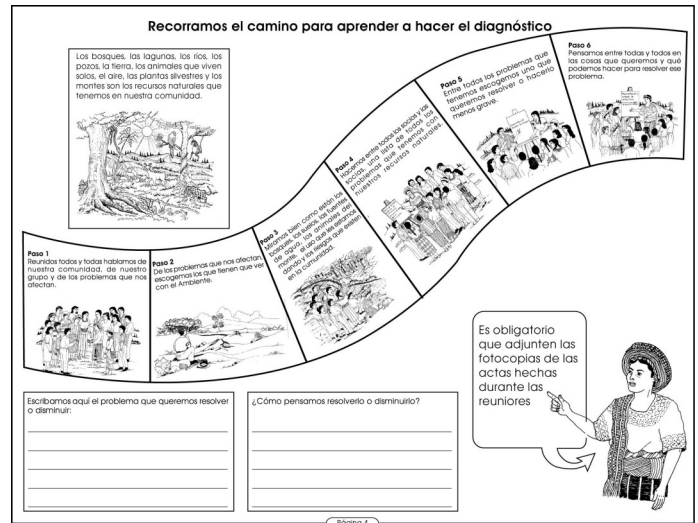 Recorramos el camino para aprender a hacer el diagnóstico
Los bosques, las lagunas, los ríos, los
pozos, la tierra, los animales que viven
solos, el aire, las plantas silvestres y los
montes son los recursos naturales que
tenemos en nuestra comunidad.
Paso 1
Reunidos todas y todas hablamos de
nuestra comunidad, de nuestro
grupo y de los problemas que nos
afectan.
Paso 2
De los problemas que nos afectan,
escogemos los que tienen que ver
con el Ambiente.
Paso 3
Miramos bien como están los
bosques, los suelos, las fuentes
de agua, los animales del
monte, el uso que les estamos
dando y los riesgos que existen
en la comunidad.
Paso 4
Hacemos entre todos los socios y las
socias, una lista de todos los
problemas que tenemos con
nuestros recursos naturales.
Paso 5
Entre todos los problemas que
tenemos escogemos uno que
queremos resolver o hacerlo
menos grave.
Paso 6
Pensamos entre todas y todos en
las cosas que queremos y qué
podemos hacer para resolver ese
problema.
Es obligatorio
que adjunten las
fotocopias de las
actas hechas
durante las
reuniores
Escribamos aquí el problema que queremos resolver
o disminuir:
¿Cómo pensamos resolverlo o disminuirlo?
Página 4